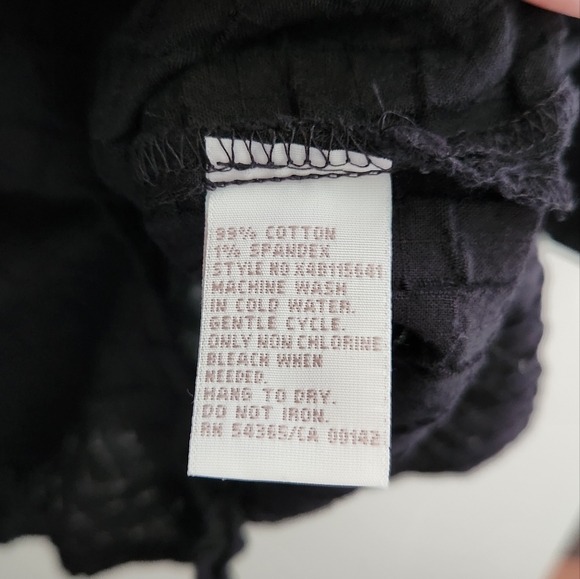 99% COTTON
1% SPANDEX
STYLE NO X4B115641
MACHINE WASH
IN COLD WATER.
GENTLE CYCLE.
ONLY NON CHLORINE
BLEACH WHEN
NEEDED.
HANG TO DRY.
DO NOT IRON.
RN 54365/CA 00142